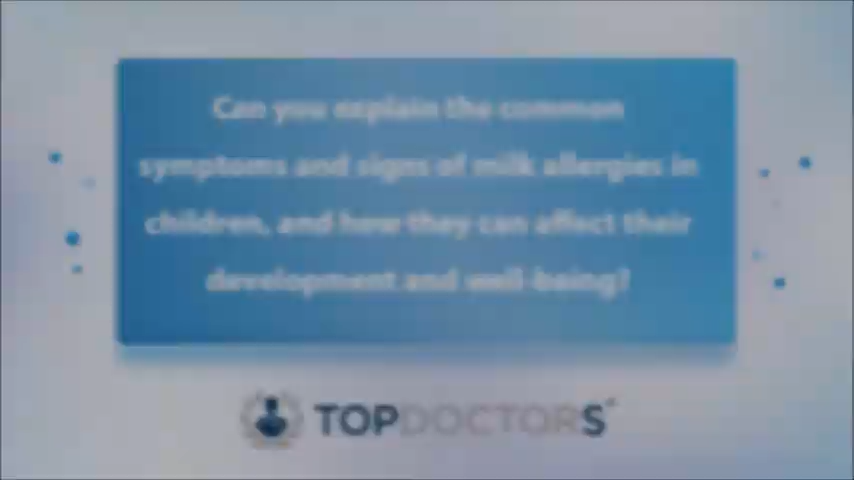 Can you explain the common
symptoms and signs of milk allergies in
children, and how they can affect their
development and well-being?
TOPDOCTORS